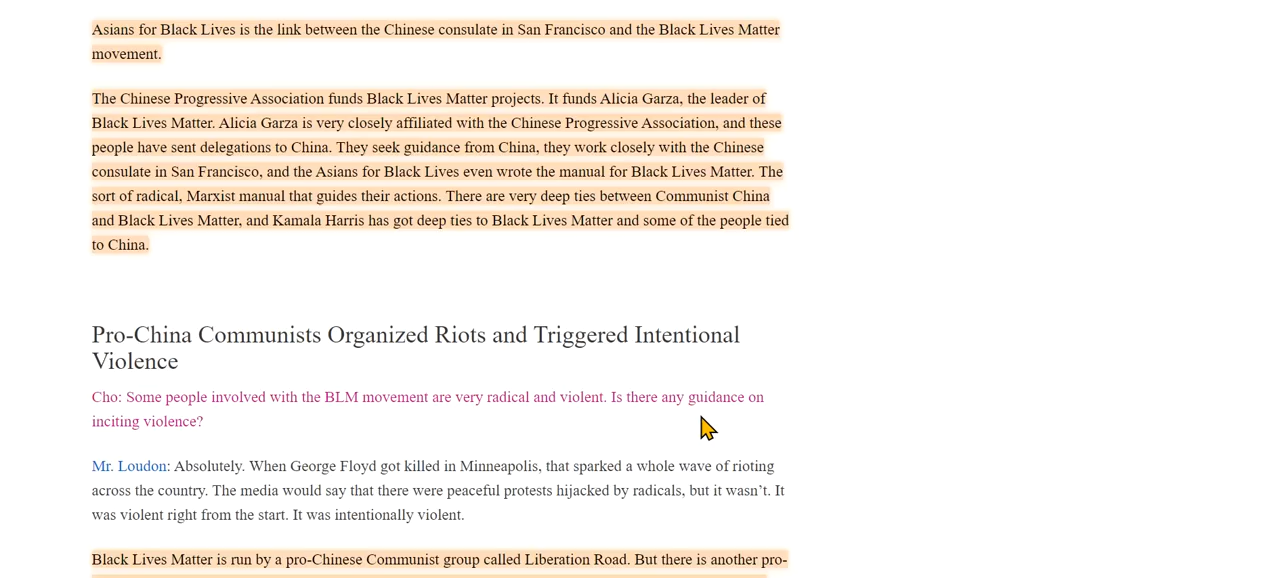 Asians for Black Lives is the link between the Chinese consulate in San Francisco and the Black Lives Matter
movement.
The Chinese Progressive Association funds Black Lives Matter projects. It funds Alicia Garza, the leader of
Black Lives Matter. Alicia Garza is very closely affiliated with the Chinese Progressive Association, and these
people have sent delegations to China. They seek guidance from China, they work closely with the Chinese
consulate in San Francisco, and the Asians for Black Lives even wrote the manual for Black Lives Matter. The
sort of radical, Marxist manual that guides their actions. There are very deep ties between Communist China
and Black Lives Matter, and Kamala Harris has got deep ties to Black Lives Matter and some of the people tied
to China.
Pro-China Communists Organized Riots and Triggered Intentional
Violence
Cho: Some people involved with the BLM movement are very radical and violent. Is there any guidance on
inciting violence?
Mr. Loudon: Absolutely. When George Floyd got killed in Minneapolis, that sparked a whole wave of rioting
across the country. The media would say that there were peaceful protests hijacked by radicals, but it wasn’t. It
was violent right from the start. It was intentionally violent.
Black Lives Matter is run by a pro-Chinese Communist group called Liberation Road. But there is another pro-